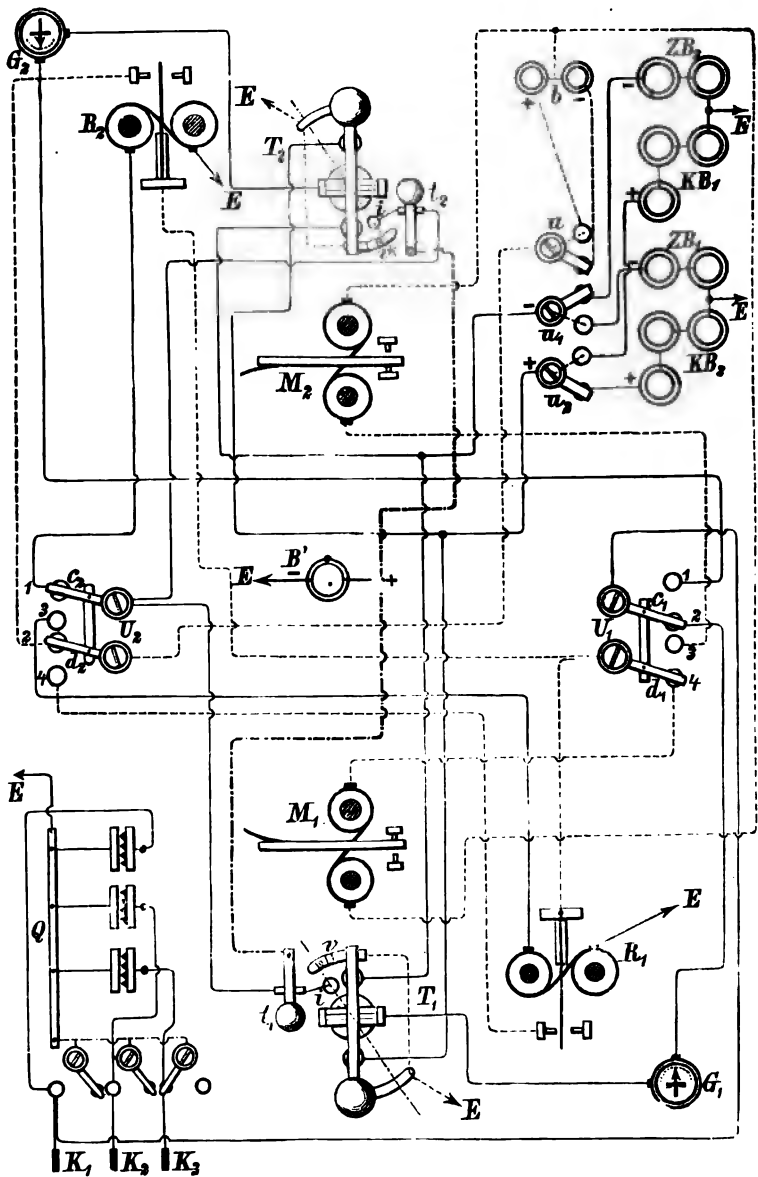 G₂
R₂
E
E
T₂
i
t₂
+ b -
u
ZB₂
-
E
KB₁
+
- u₁
+ u₂
ZB₁
-
E
KB₂
+
M₂
1 c₂
3
U₂
2
d₂
4
E B' +
-
1
c₁
2
U₁
3
d₁
4
E
M₁
Q
v
i
t₁
T₁
E
R₁
E
G₁
K₁ K₂ K₃